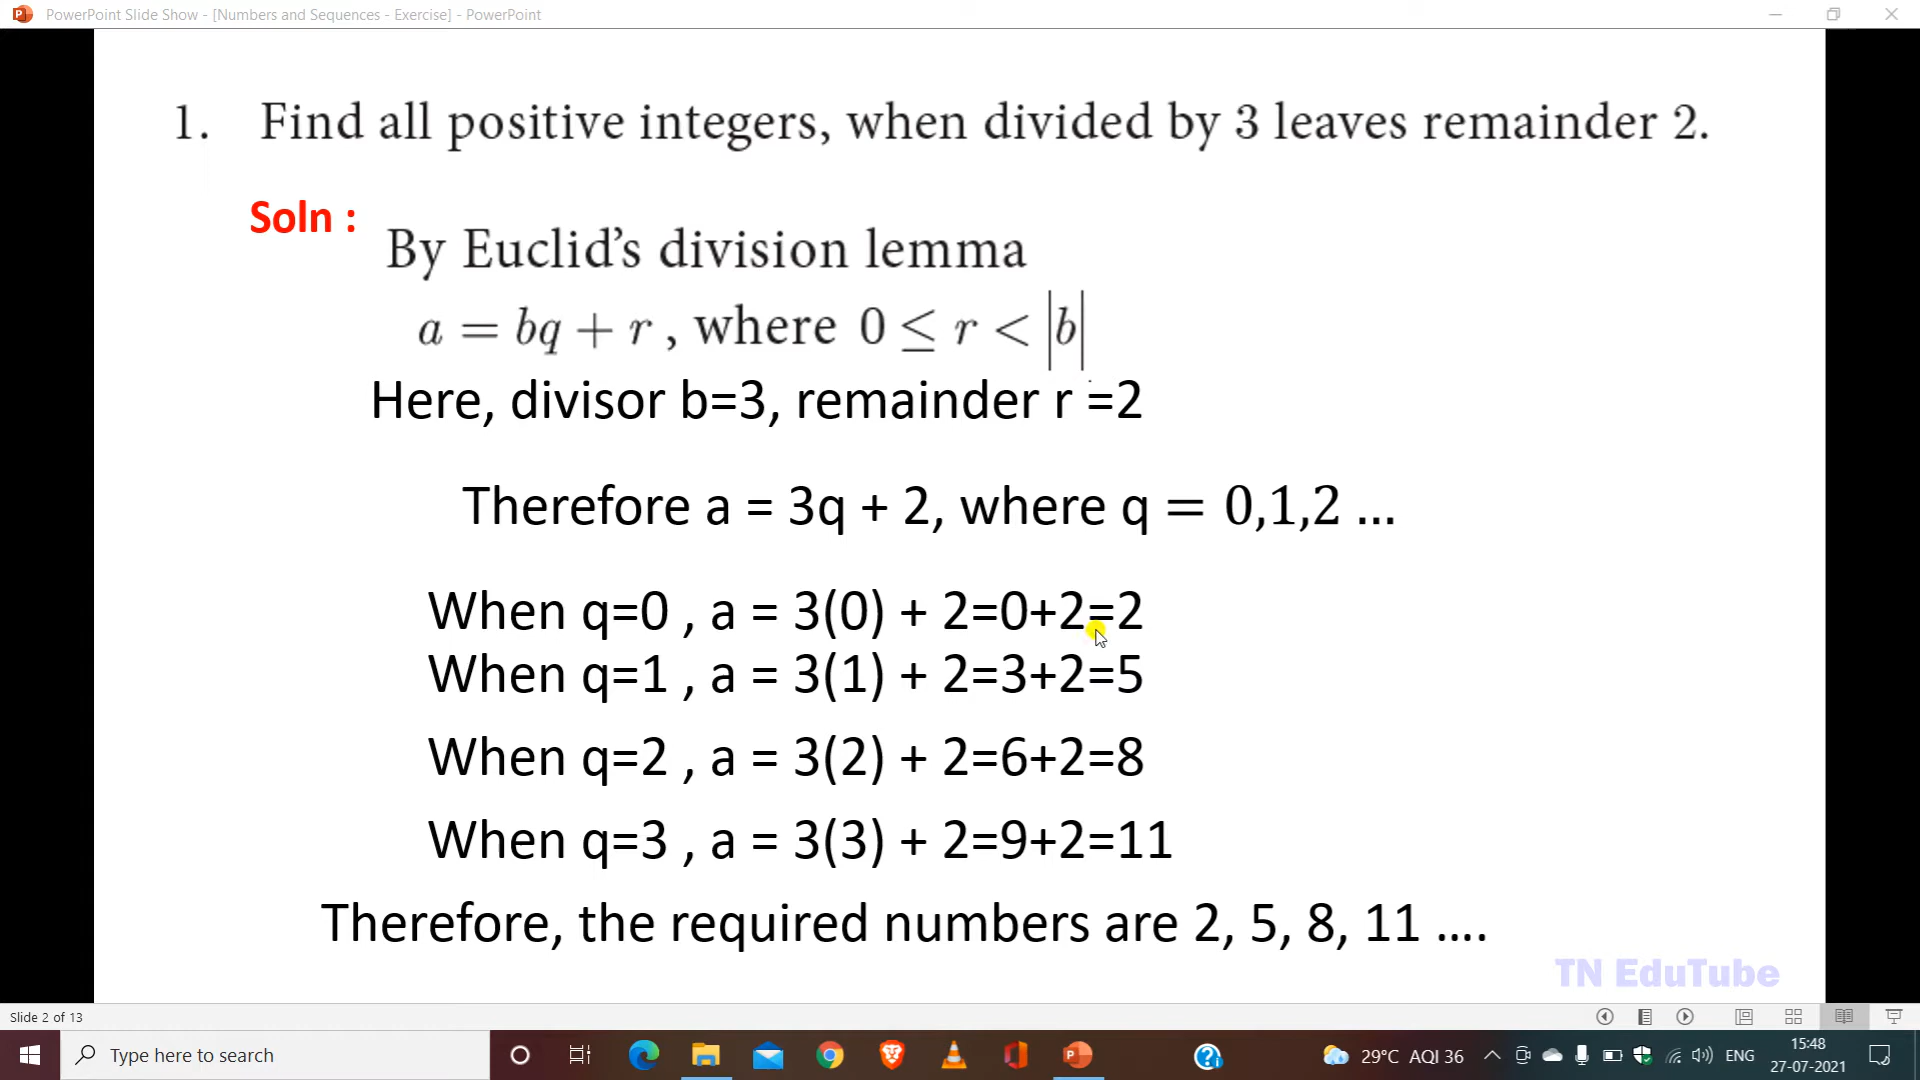 PowerPoint Slide Show - [Numbers and Sequences - Exercise] - PowerPoint
1. Find all positive integers, when divided by 3 leaves remainder 2.
Soln :
By Euclid’s division lemma
a = bq + r , where 0 ≤ r < |b|
Here, divisor b=3, remainder r =2
Therefore a = 3q + 2, where q = 0,1,2 ...
When q=0 , a = 3(0) + 2=0+2=2
When q=1 , a = 3(1) + 2=3+2=5
When q=2 , a = 3(2) + 2=6+2=8
When q=3 , a = 3(3) + 2=9+2=11
Therefore, the required numbers are 2, 5, 8, 11 ....
TN EduTube
Slide 2 of 13
Type here to search
29°C AQI 36
ENG
15:48
27-07-2021